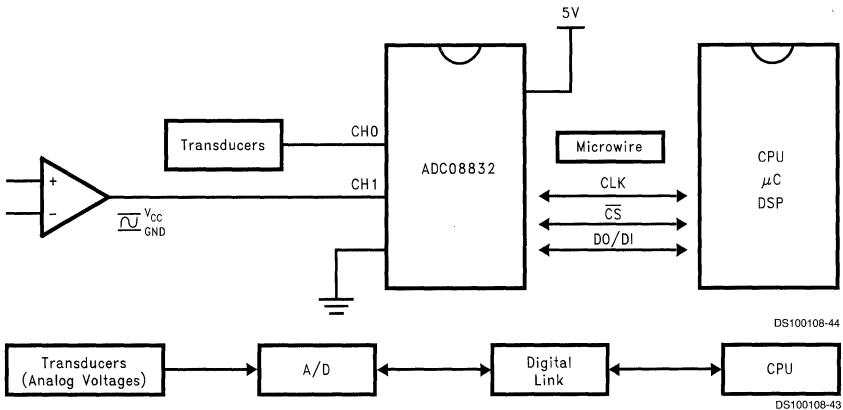 5V
Transducers
CH0
CH1
ADC08832
Microwire
CLK
CS
DO/DI
CPU
μC
DSP
+
−
VCC
GND
DS100108-44
Transducers
(Analog Voltages)
A/D
Digital
Link
CPU
DS100108-43